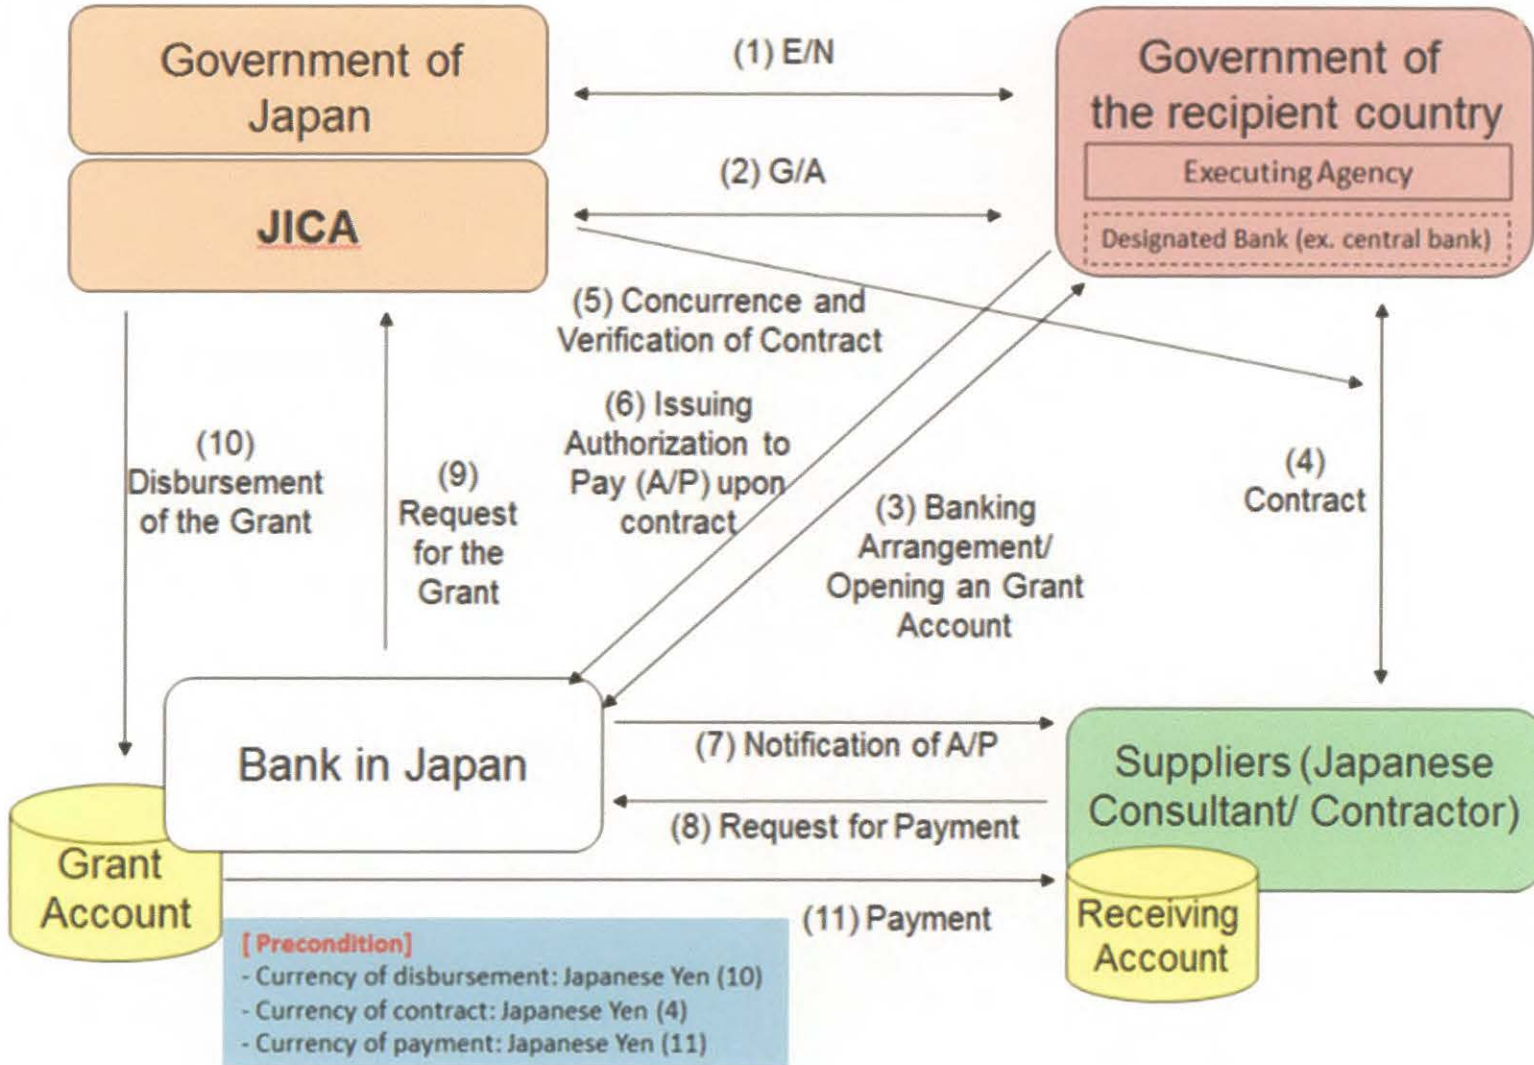 Government of
Japan
JICA
(1) E/N
(2) G/A
Government of
the recipient country
Executing Agency
Designated Bank (ex. central bank)
(5) Concurrence and
Verification of Contract
(6) Issuing
Authorization to
Pay (A/P) upon
contract
(10)
Disbursement
of the Grant
(9)
Request
for the
Grant
(3) Banking
Arrangement/
Opening an Grant
Account
(4)
Contract
Bank in Japan
(7) Notification of A/P
(8) Request for Payment
Suppliers (Japanese
Consultant/ Contractor)
Grant
Account
(11) Payment
Receiving
Account
[ Precondition]
- Currency of disbursement: Japanese Yen (10)
- Currency of contract: Japanese Yen (4)
- Currency of payment: Japanese Yen (11)